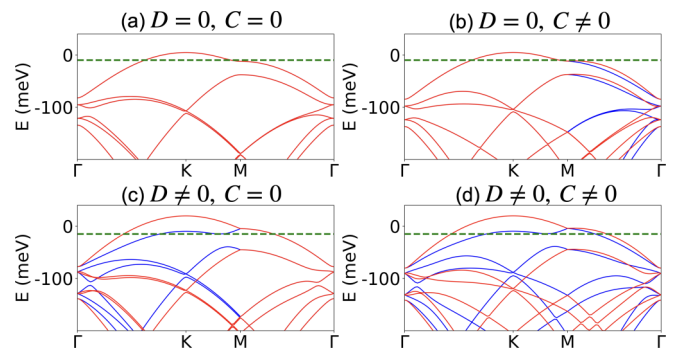 (a) D = 0, C = 0
(b) D = 0, C ≠ 0
E (meV)
0
-100
Γ K M Γ
E (meV)
0
-100
Γ K M Γ
(c) D ≠ 0, C = 0
(d) D ≠ 0, C ≠ 0
E (meV)
0
-100
Γ K M Γ
E (meV)
0
-100
Γ K M Γ